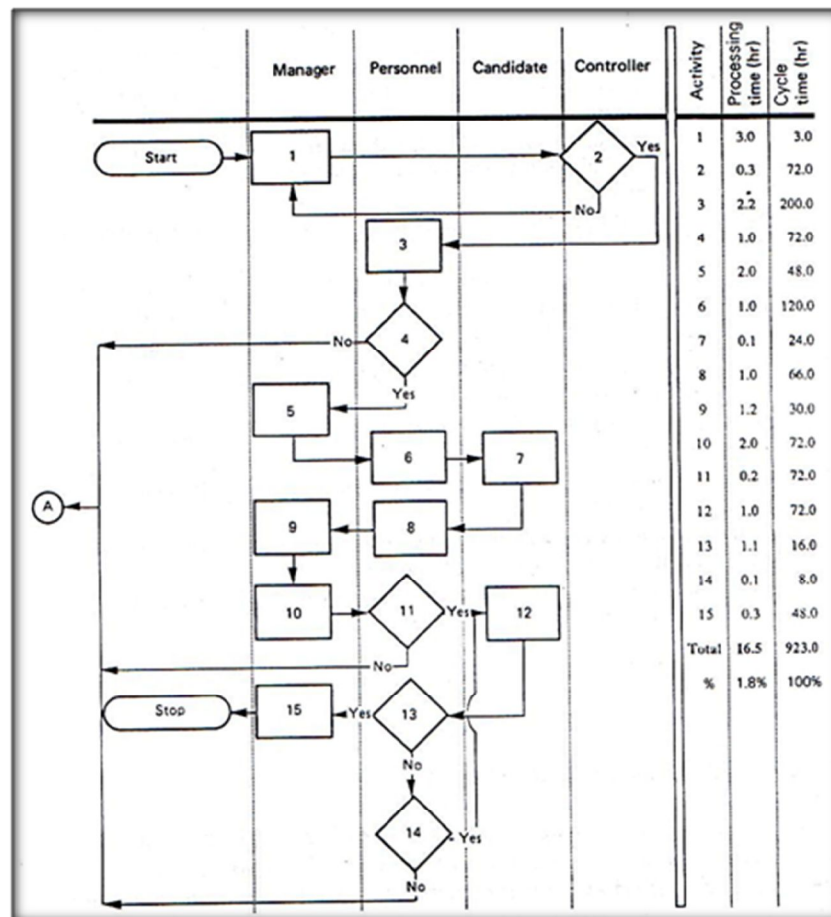 Manager Personnel Candidate Controller Activity Processing time (hr) Cycle time (hr)
Start 1 2 Yes 1 3.0 3.0
2 0.3 72.0
No 3 2.2 200.0
3 4 1.0 72.0
5 2.0 48.0
6 1.0 120.0
No 4 7 0.1 24.0
Yes 8 1.0 66.0
5 9 1.2 30.0
6 7 10 2.0 72.0
11 0.2 72.0
A 9 8 12 1.0 72.0
13 1.1 16.0
14 0.1 8.0
10 11 Yes 12 15 0.3 48.0
Total 16.5 923.0
No
% 1.8% 100%
Stop 15 Yes 13
No
14 Yes
No